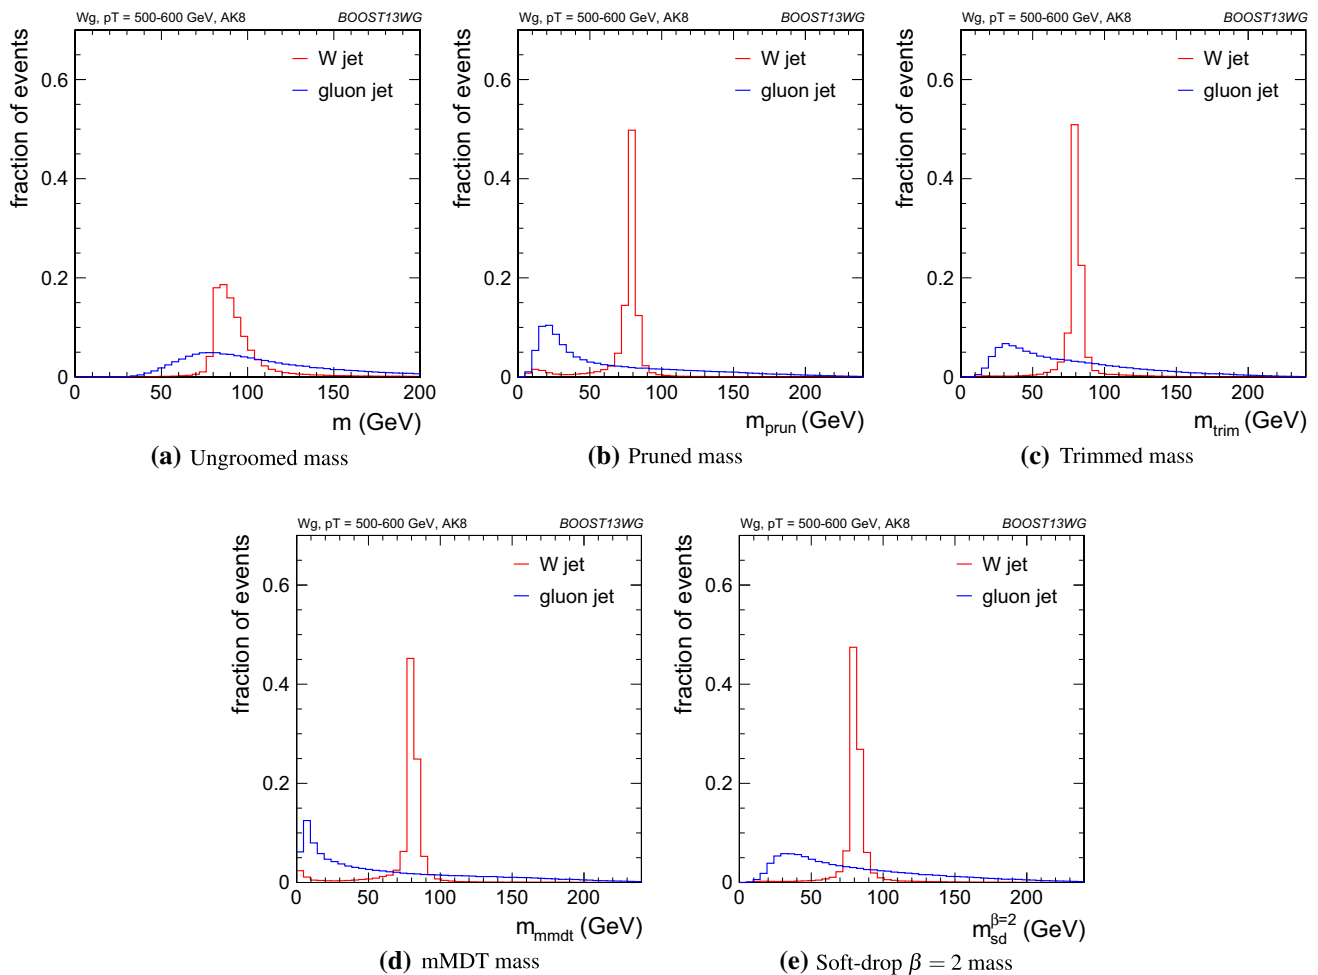 Wg, pT = 500-600 GeV, AK8 BOOST13WG
fraction of events
0.6
0.4
0.2
0
W jet
gluon jet
0 50 100 150 200
m (GeV)
(a) Ungroomed mass
Wg, pT = 500-600 GeV, AK8 BOOST13WG
fraction of events
0.6
0.4
0.2
0
W jet
gluon jet
0 50 100 150 200
m_prun (GeV)
(b) Pruned mass
Wg, pT = 500-600 GeV, AK8 BOOST13WG
fraction of events
0.6
0.4
0.2
0
W jet
gluon jet
0 50 100 150 200
m_trim (GeV)
(c) Trimmed mass
Wg, pT = 500-600 GeV, AK8 BOOST13WG
fraction of events
0.6
0.4
0.2
0
W jet
gluon jet
0 50 100 150 200
m_mmdt (GeV)
(d) mMDT mass
Wg, pT = 500-600 GeV, AK8 BOOST13WG
fraction of events
0.6
0.4
0.2
0
W jet
gluon jet
0 50 100 150 200
m_sd^β=2 (GeV)
(e) Soft-drop β = 2 mass